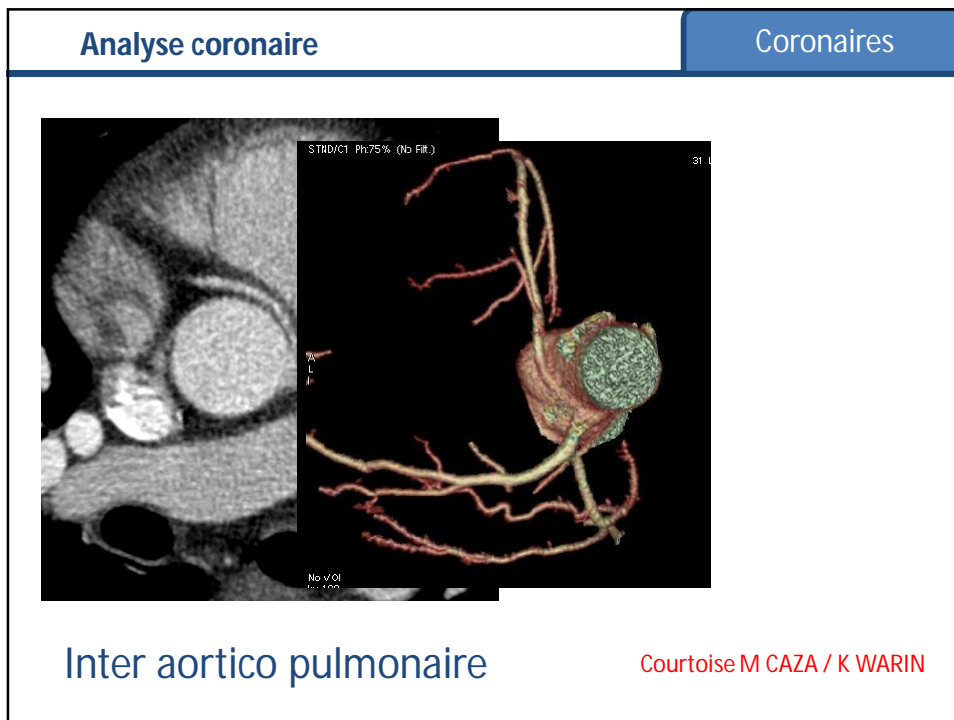 Analyse coronaire
Coronaires
STND/C1 Ph:75% (No Filt.)
31 L
A
L
No VOI
Inter aortico pulmonaire
Courtoise M CAZA / K WARIN